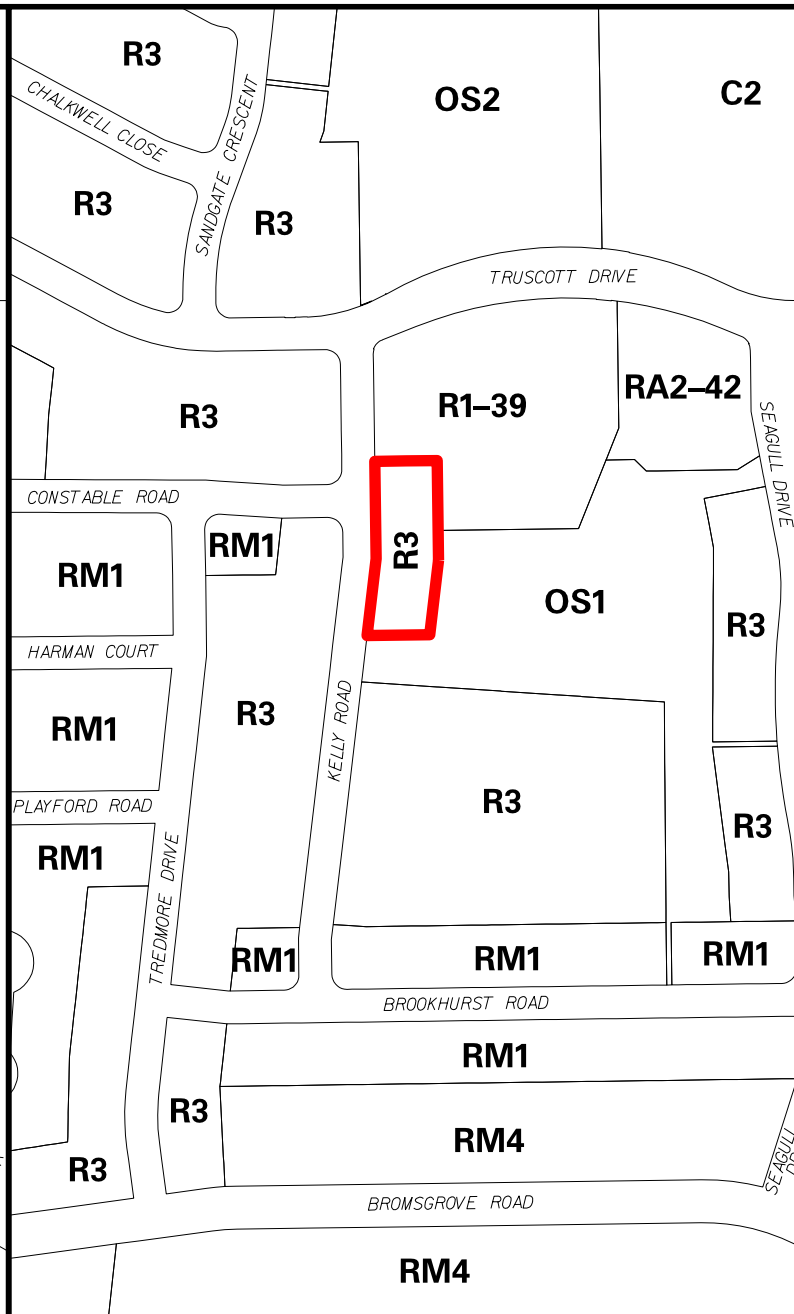 R3
OS2
C2
CHALKWELL CLOSE
SANDGATE CRESCENT
R3
R3
TRUSCOTT DRIVE
R3
R1–39
RA2–42
SEAGULL DRIVE
CONSTABLE ROAD
RM1
R3
RM1
OS1
R3
HARMAN COURT
R3
RM1
KELLY ROAD
PLAYFORD ROAD
R3
R3
RM1
TREDMORE DRIVE
RM1
RM1
RM1
BROOKHURST ROAD
RM1
R3
RM4
R3
SEAGULL
BROMSGROVE ROAD
RM4